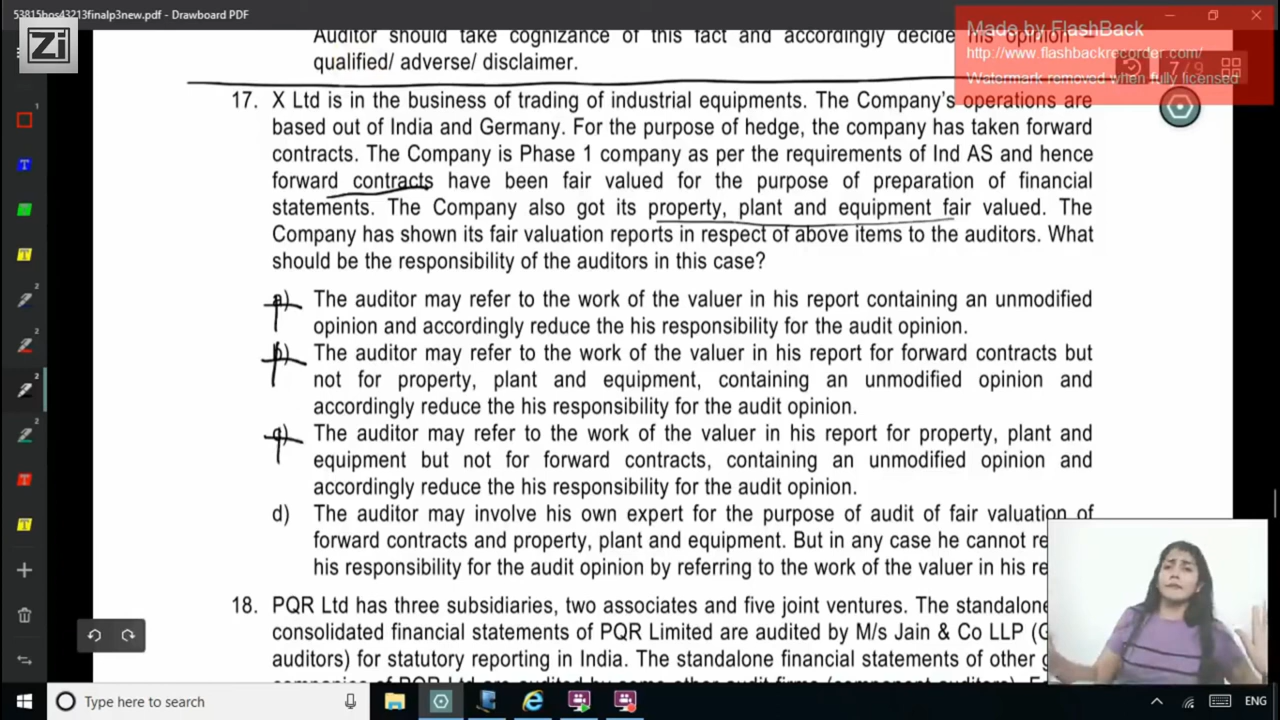 53815bos43213finalp3new.pdf - Drawboard PDF
Zi
Made by FlashBack
http://www.flashbackrecorder.com/
Watermark removed when fully licensed
7 / 9
Auditor should take cognizance of this fact and accordingly decide his opinion –
qualified/ adverse/ disclaimer.
17. X Ltd is in the business of trading of industrial equipments. The Company's operations are
based out of India and Germany. For the purpose of hedge, the company has taken forward
contracts. The Company is Phase 1 company as per the requirements of Ind AS and hence
forward contracts have been fair valued for the purpose of preparation of financial
statements. The Company also got its property, plant and equipment fair valued. The
Company has shown its fair valuation reports in respect of above items to the auditors. What
should be the responsibility of the auditors in this case?
a) The auditor may refer to the work of the valuer in his report containing an unmodified
opinion and accordingly reduce the his responsibility for the audit opinion.
b) The auditor may refer to the work of the valuer in his report for forward contracts but
not for property, plant and equipment, containing an unmodified opinion and
accordingly reduce the his responsibility for the audit opinion.
c) The auditor may refer to the work of the valuer in his report for property, plant and
equipment but not for forward contracts, containing an unmodified opinion and
accordingly reduce the his responsibility for the audit opinion.
d) The auditor may involve his own expert for the purpose of audit of fair valuation of
forward contracts and property, plant and equipment. But in any case he cannot re
his responsibility for the audit opinion by referring to the work of the valuer in his re
18. PQR Ltd has three subsidiaries, two associates and five joint ventures. The standalone
consolidated financial statements of PQR Limited are audited by M/s Jain & Co LLP (G
auditors) for statutory reporting in India. The standalone financial statements of other g
Type here to search
ENG